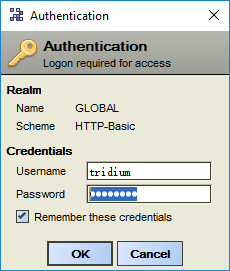 Authentication
Authentication
Logon required for access
Realm
Name GLOBAL
Scheme HTTP-Basic
Credentials
Username tridium
Password ••••••••
Remember these credentials
OK Cancel